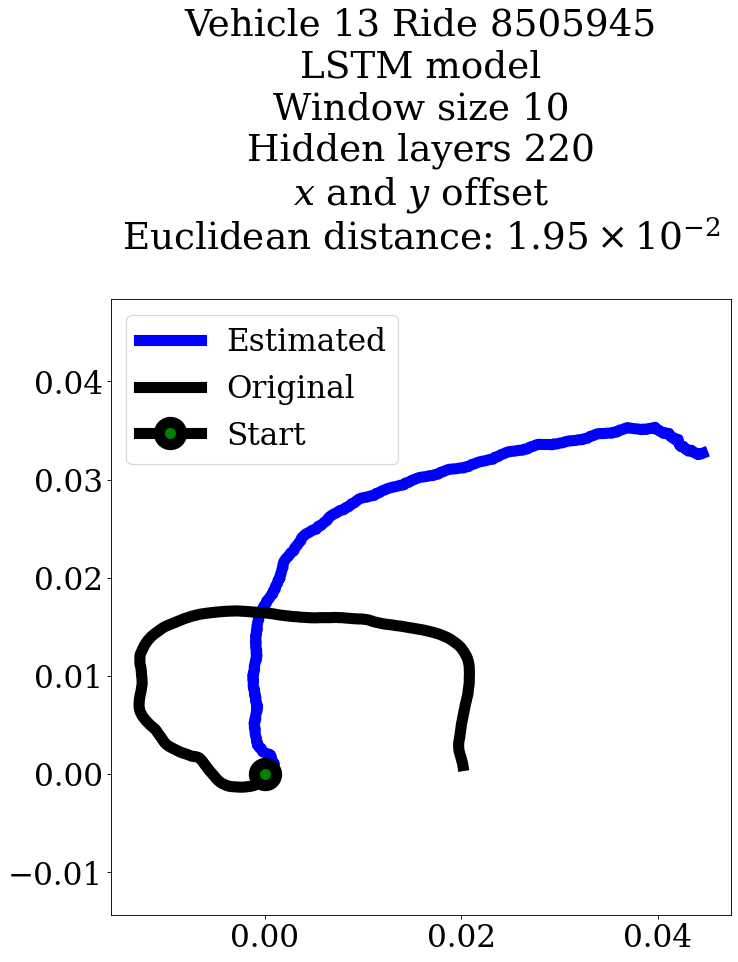 Vehicle 13 Ride 8505945
LSTM model
Window size 10
Hidden layers 220
x and y offset
Euclidean distance: 1.95 × 10⁻²
Estimated
Original
Start
0.04
0.03
0.02
0.01
0.00
−0.01
0.00 0.02 0.04